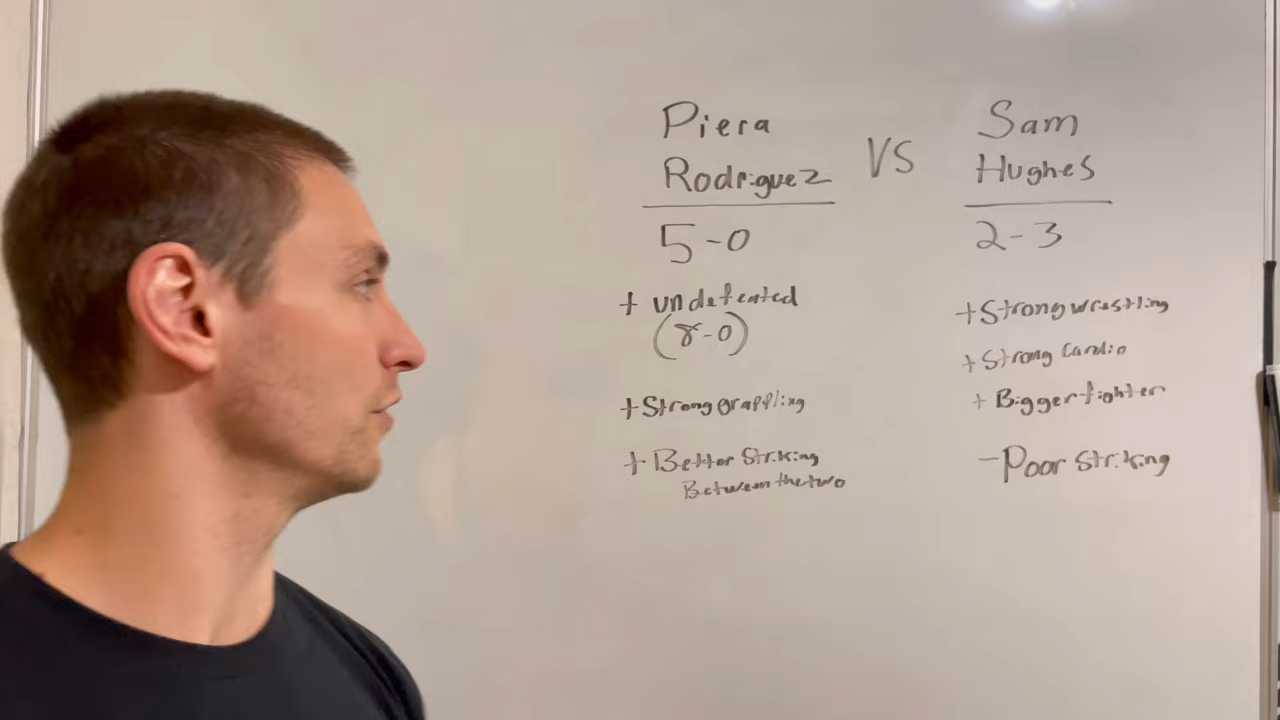 Piera
Rodriguez
VS
Sam
Hughes
5-0
+ undefeated
(8-0)
+ Strong grappling
+ Better Striking
Between the two
2-3
+ Strong wrestling
+ Strong Cardio
+ Bigger fighter
- Poor Striking